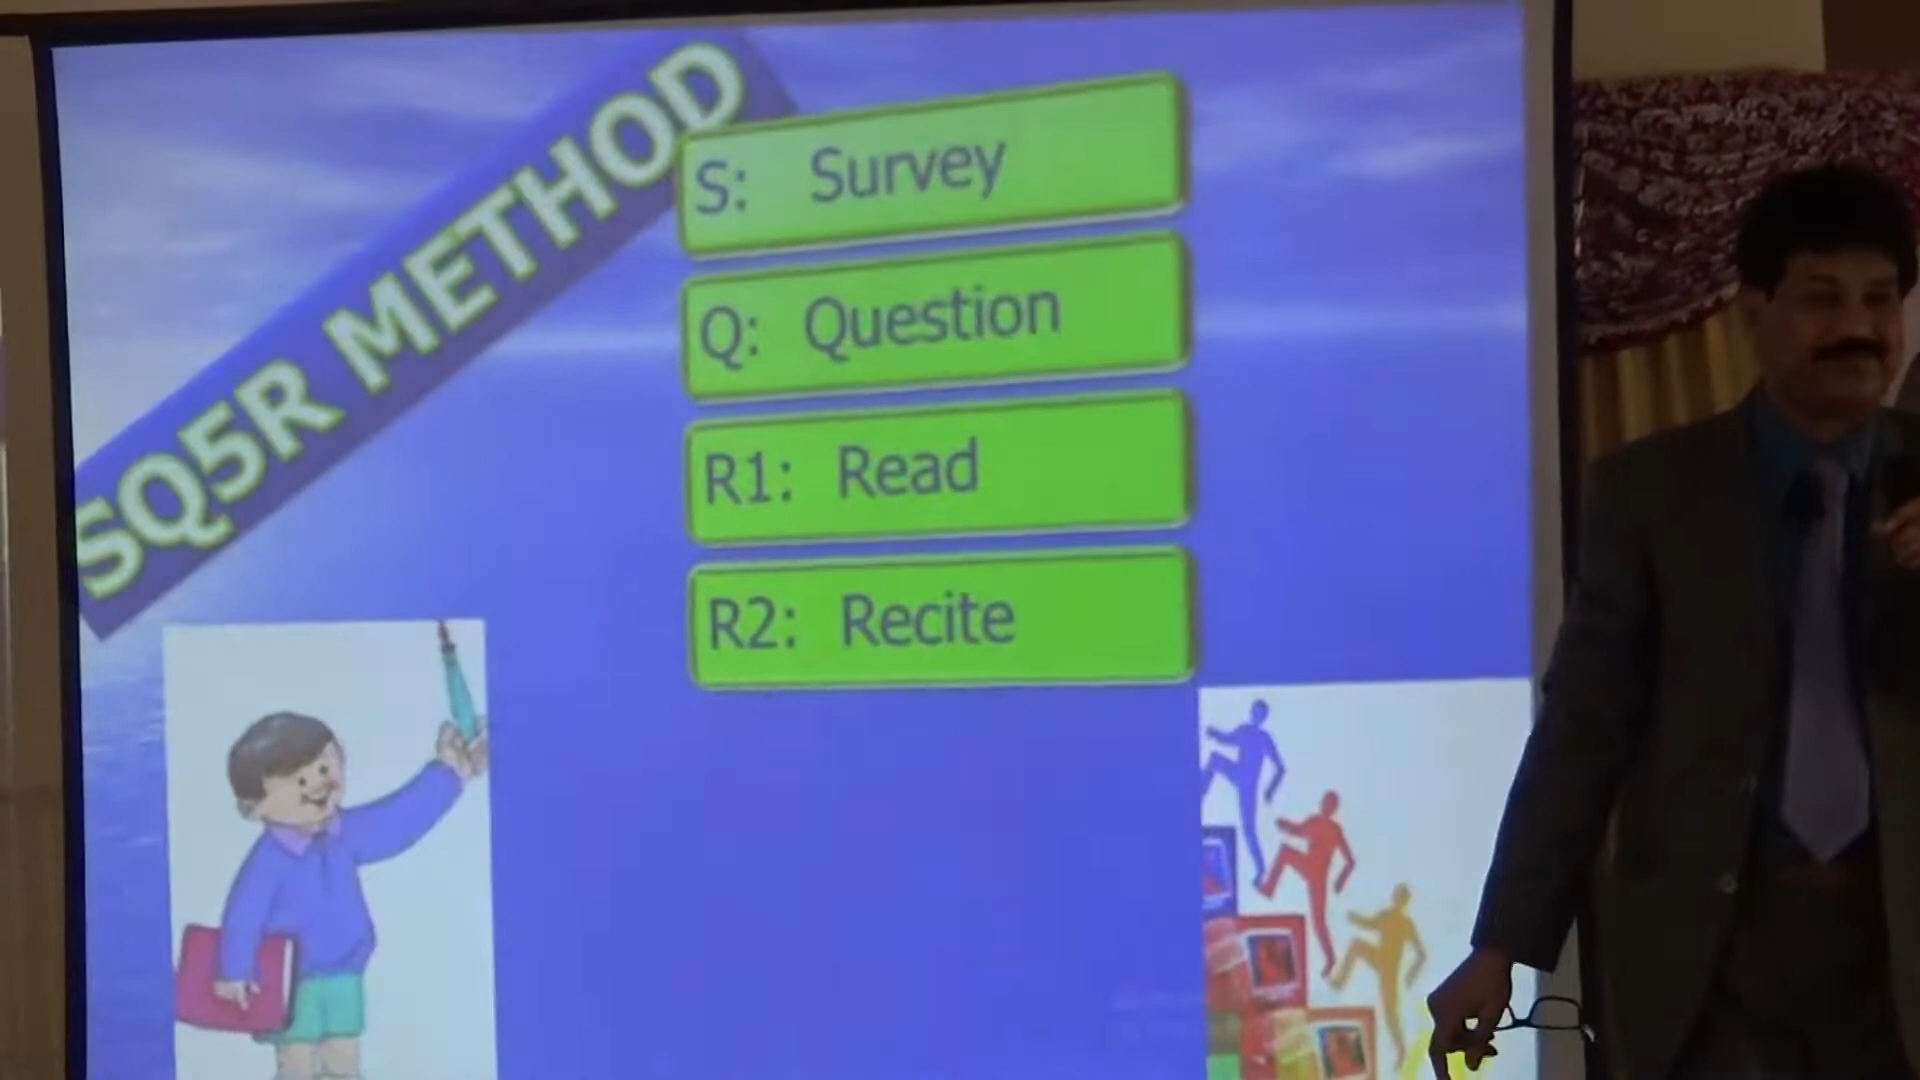 SQ5R METHOD
S: Survey
Q: Question
R1: Read
R2: Recite